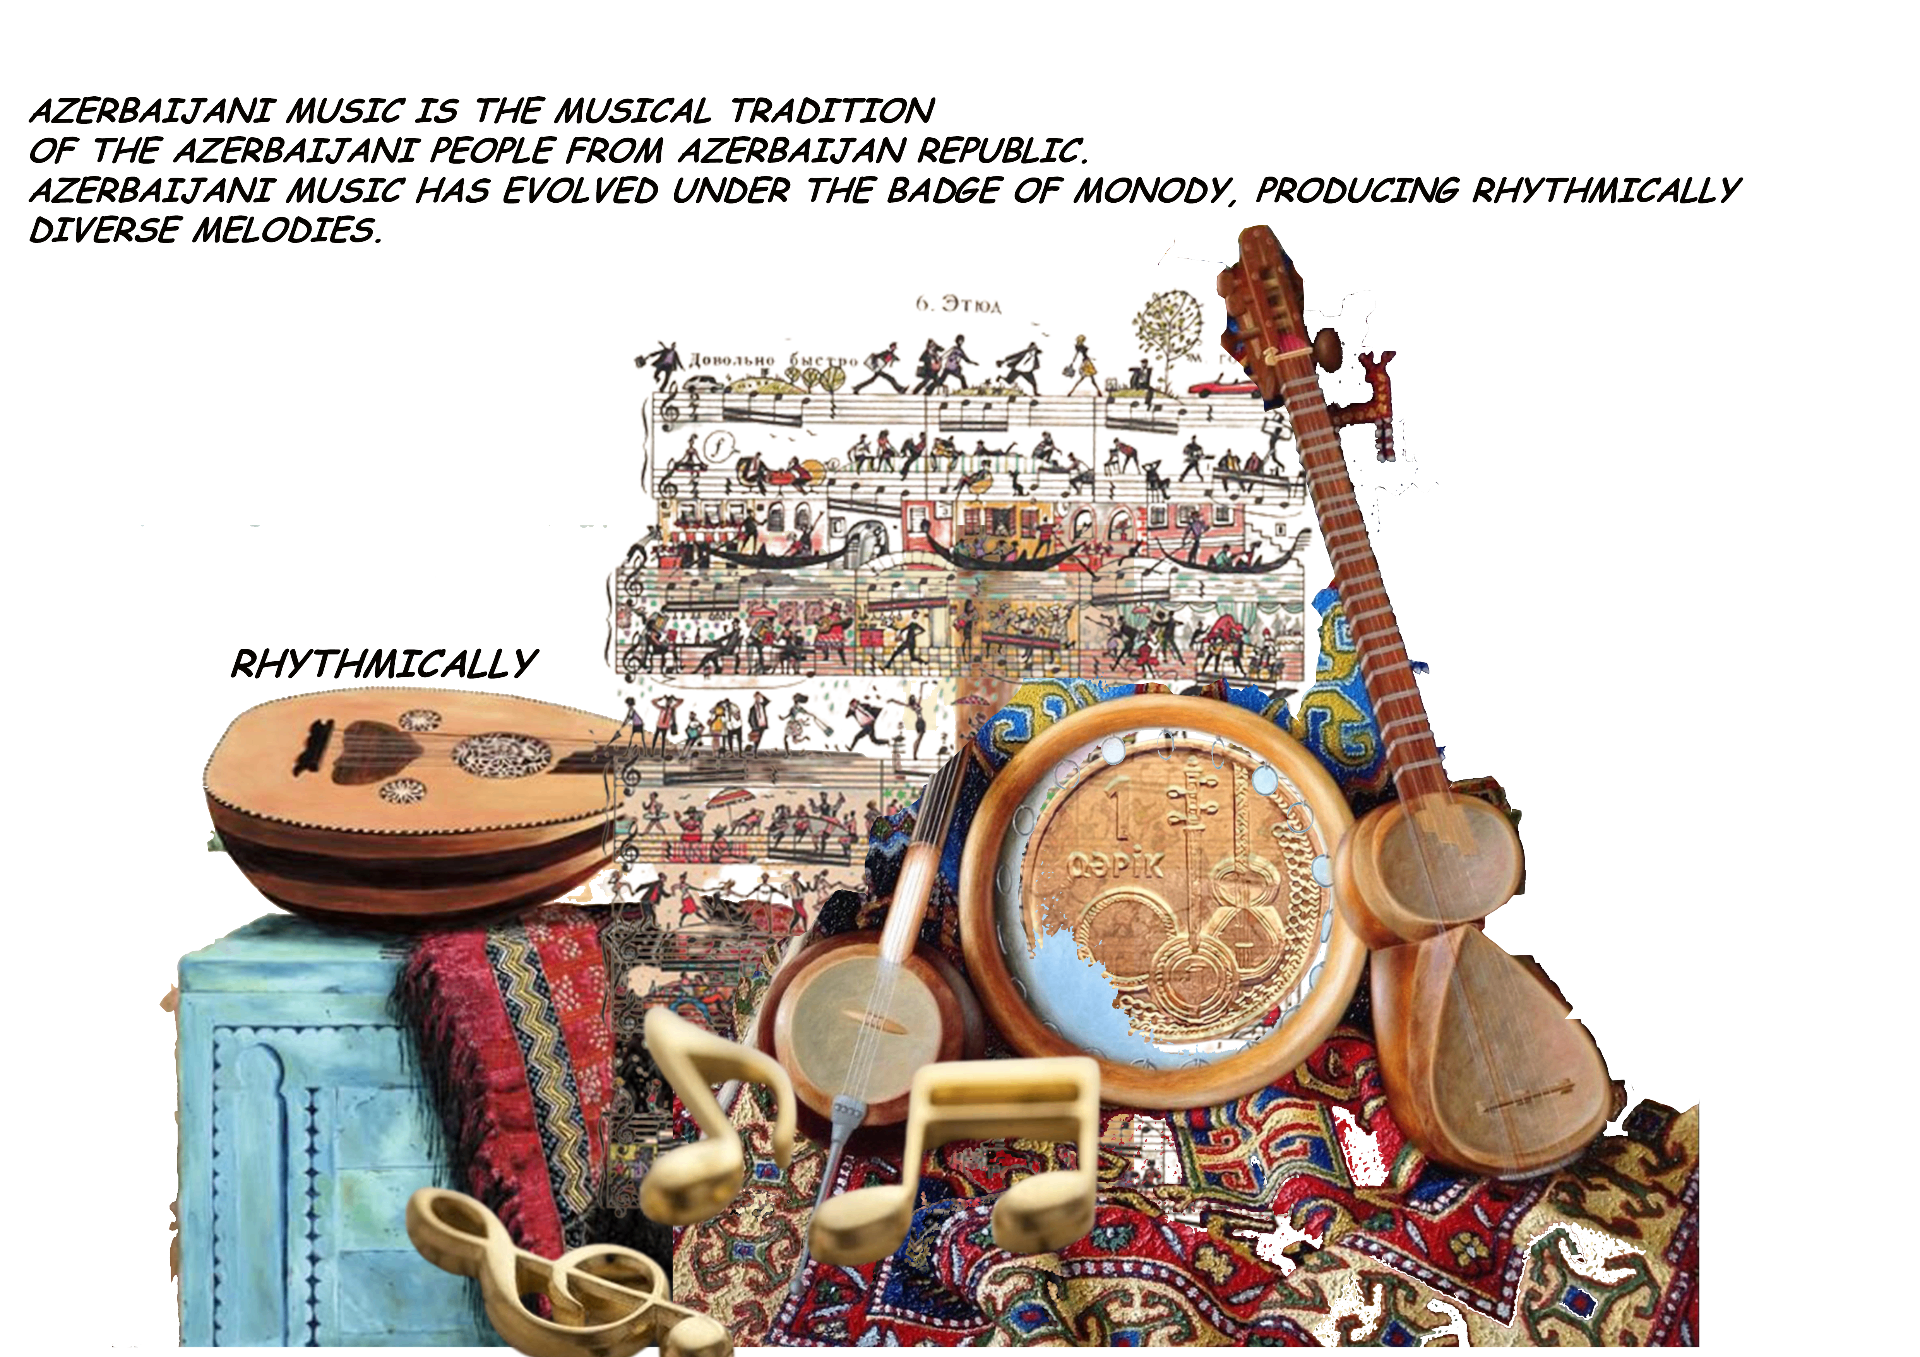 AZERBAIJANI MUSIC IS THE MUSICAL TRADITION
OF THE AZERBAIJANI PEOPLE FROM AZERBAIJAN REPUBLIC.
AZERBAIJANI MUSIC HAS EVOLVED UNDER THE BADGE OF MONODY, PRODUCING RHYTHMICALLY
DIVERSE MELODIES.
6. Этюд
Довольно быстро
f
RHYTHMICALLY
1
qəpik